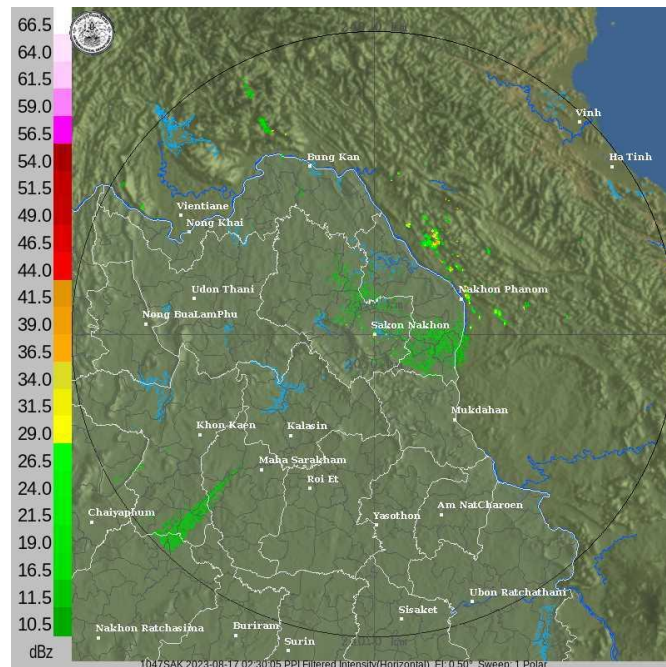 66.5
64.0
61.5
59.0
56.5
54.0
51.5
49.0
46.5
44.0
41.5
39.0
36.5
34.0
31.5
29.0
26.5
24.0
21.5
19.0
16.5
11.5
10.5
dBz
Vinh
Ha Tinh
Bung Kan
Vientiane
Nong Khai
Udon Thani
Nakhon Phanom
Nong BuaLamPhu
Sakon Nakhon
Mukdahan
Khon Kaen
Kalasin
Maha Sarakham
Roi Et
Chaiyaphum
Yasothon
Am NatCharoen
Ubon Ratchathani
Sisaket
Nakhon Ratchasima
Buriram
Surin
1047SAK 2023-08-17 02:30:05 PPI Filtered Intensity(Horizontal) El: 0.50° Sweep: 1 Polar